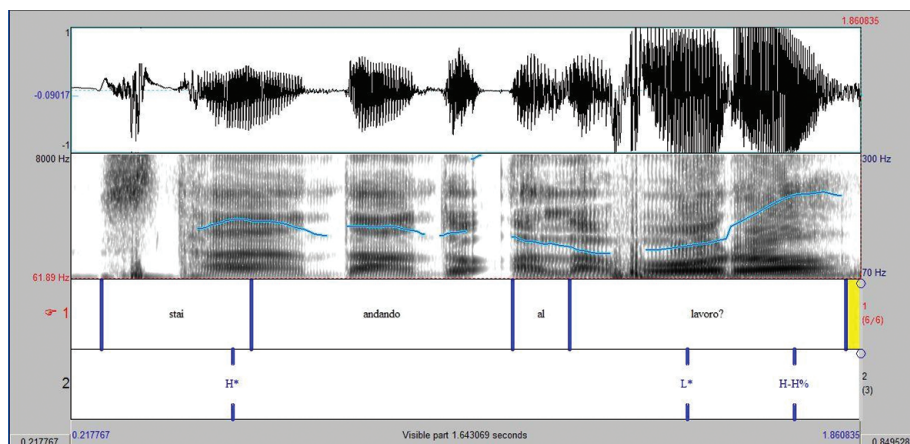 1.860835
1
-0.09017
-1
8000 Hz
300 Hz
61.89 Hz
70 Hz
1
stai
andando
al
lavoro?
1
(6/6)
2
H*
L*
H-H%
2
(3)
0.217767
0.217767
Visible part 1.643069 seconds
1.860835
0.849528